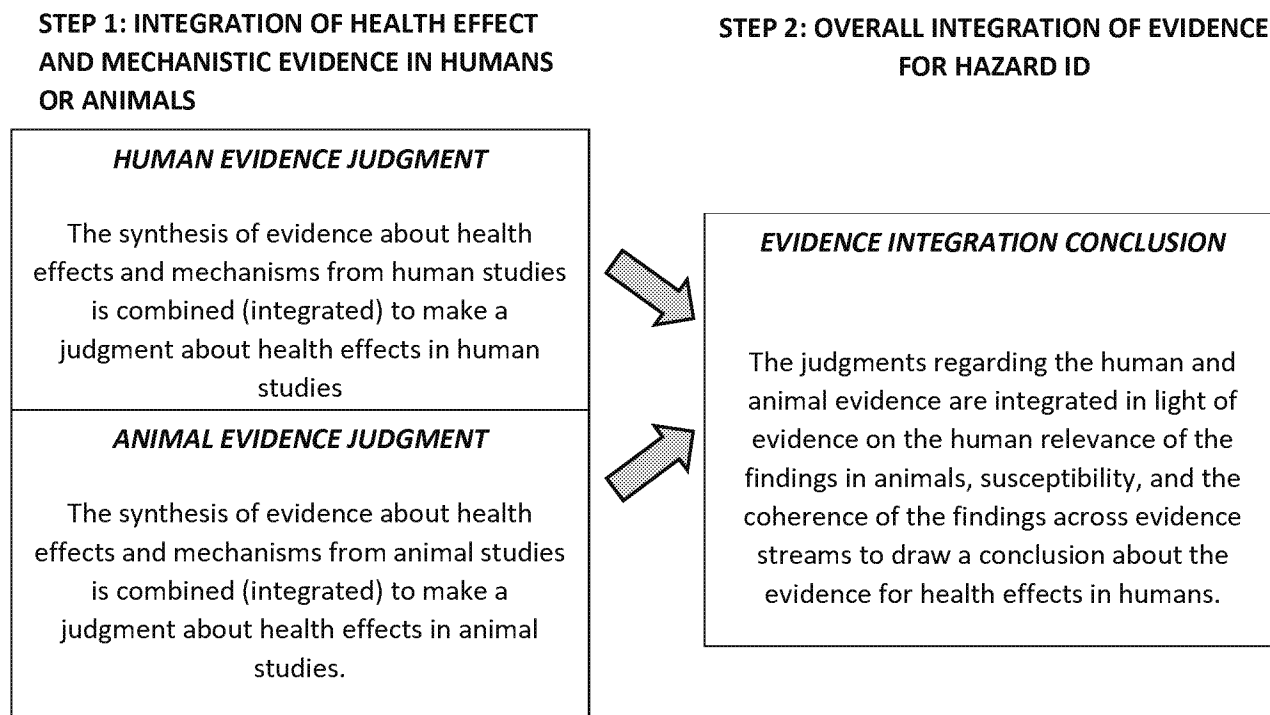 STEP 1: INTEGRATION OF HEALTH EFFECT
AND MECHANISTIC EVIDENCE IN HUMANS
OR ANIMALS
HUMAN EVIDENCE JUDGMENT
The synthesis of evidence about health
effects and mechanisms from human studies
is combined (integrated) to make a
judgment about health effects in human
studies
ANIMAL EVIDENCE JUDGMENT
The synthesis of evidence about health
effects and mechanisms from animal studies
is combined (integrated) to make a
judgment about health effects in animal
studies.
STEP 2: OVERALL INTEGRATION OF EVIDENCE
FOR HAZARD ID
EVIDENCE INTEGRATION CONCLUSION
The judgments regarding the human and
animal evidence are integrated in light of
evidence on the human relevance of the
findings in animals, susceptibility, and the
coherence of the findings across evidence
streams to draw a conclusion about the
evidence for health effects in humans.